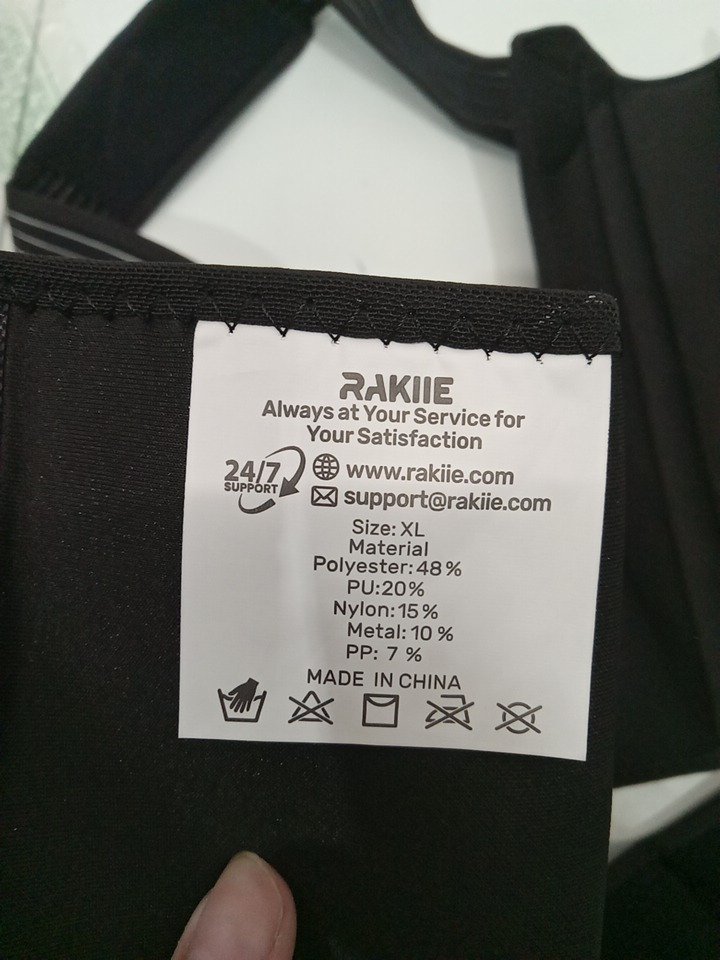 RAKIIE
Always at Your Service for
Your Satisfaction
24/7
SUPPORT
www.rakiie.com
support@rakiie.com
Size: XL
Material
Polyester: 48%
PU:20%
Nylon: 15%
Metal: 10 %
PP: 7 %
MADE IN CHINA